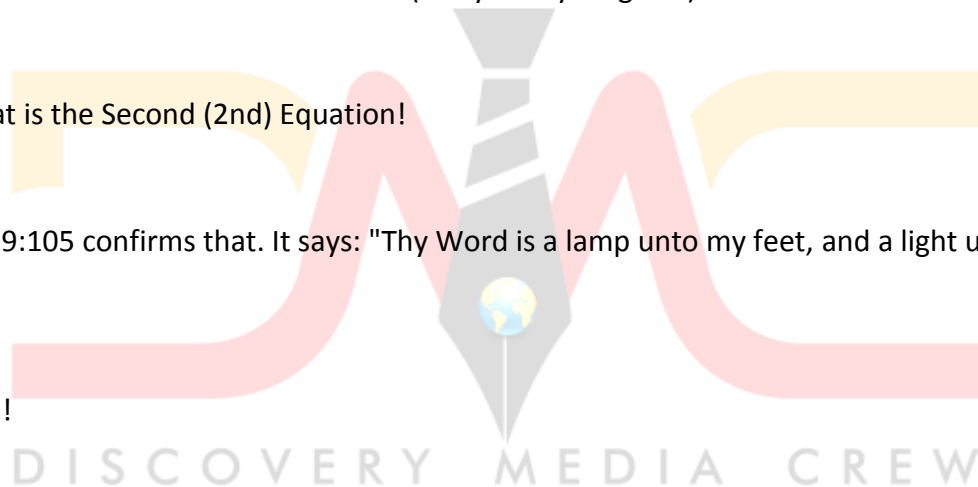 at is the Second (2nd) Equation!
9:105 confirms that. It says: "Thy Word is a lamp unto my feet, and a light u
!
DISCOVERY MEDIA CREW